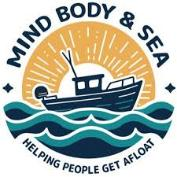 MIND BODY & SEA
HELPING PEOPLE GET AFLOAT